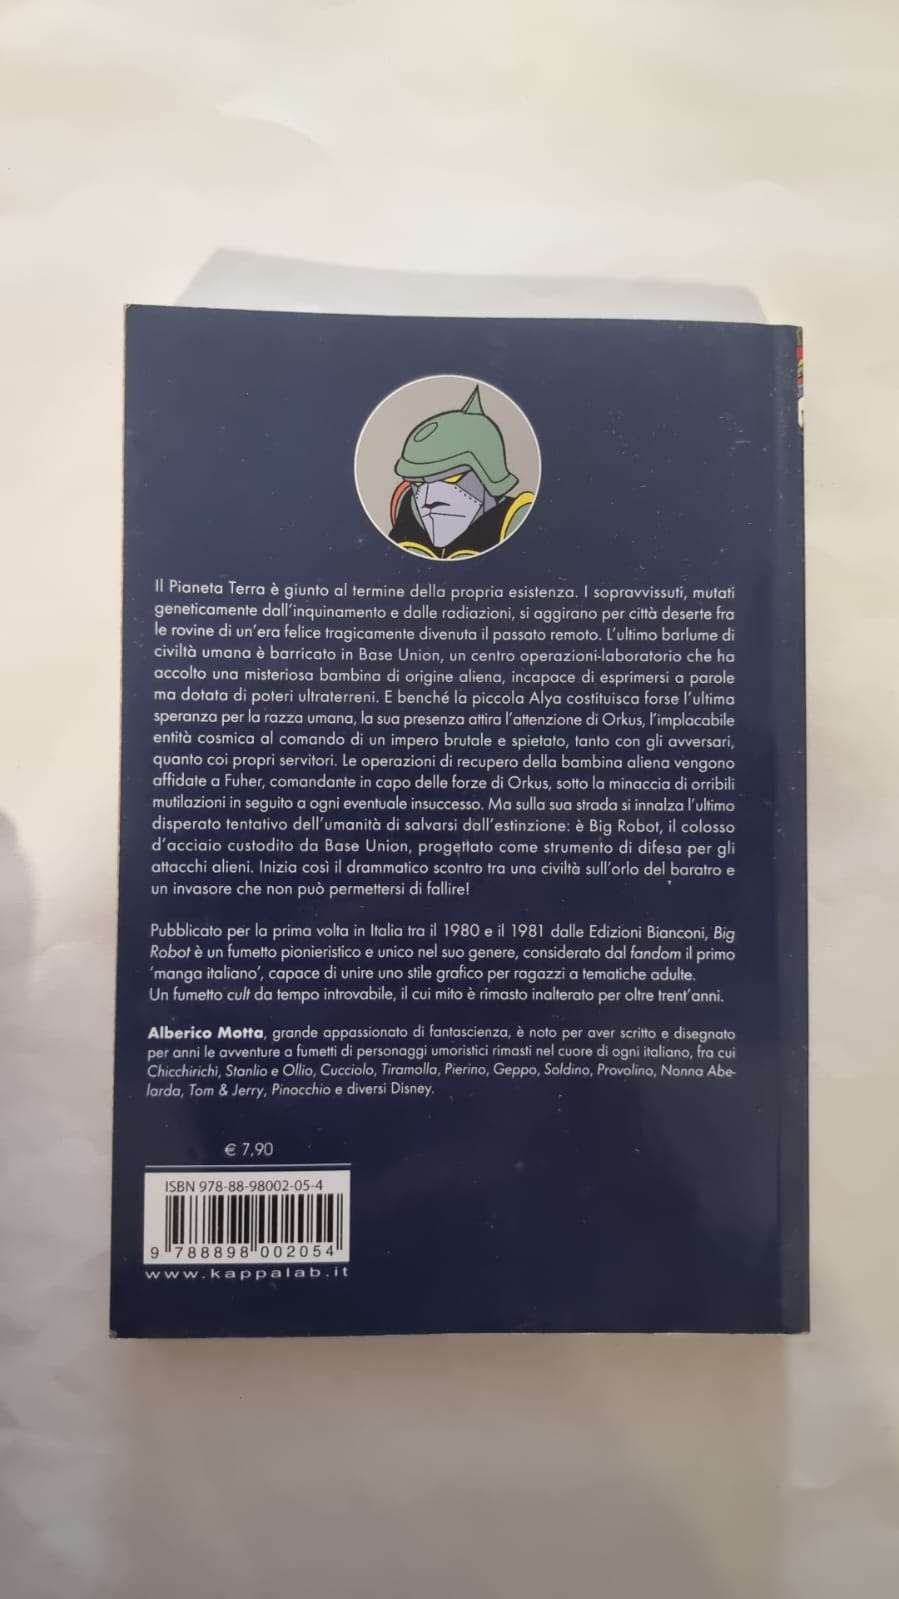 Il Pianeta Terra è giunto al termine della propria esistenza. I sopravvissuti, mutati
geneticamente dall'inquinamento e dalle radiazioni, si aggirano per città deserte fra
le rovine di un'era felice tragicamente divenuta il passato remoto. L'ultimo barlume di
civiltà umana è barricato in Base Union, un centro operazioni-laboratorio che ha
accolto una misteriosa bambina di origine aliena, incapace di esprimersi a parole
ma dotata di poteri ultraterreni. E benché la piccola Alya costituisca forse l'ultima
speranza per la razza umana, la sua presenza attira l'attenzione di Orkus, l'implacabile
entità cosmica al comando di un impero brutale e spietato, tanto con gli avversari,
quanto coi propri servitori. Le operazioni di recupero della bambina aliena vengono
affidate a Fuher, comandante in capo delle forze di Orkus, sotto la minaccia di orribili
mutilazioni in seguito a ogni eventuale insuccesso. Ma sulla sua strada si innalza l'ultimo
disperato tentativo dell'umanità di salvarsi dall'estinzione: è Big Robot, il colosso
d'acciaio custodito da Base Union, progettato come strumento di difesa per gli
attacchi alieni. Inizia così il drammatico scontro tra una civiltà sull'orlo del baratro e
un invasore che non può permettersi di fallire!
Pubblicato per la prima volta in Italia tra il 1980 e il 1981 dalle Edizioni Bianconi, Big
Robot è un fumetto pionieristico e unico nel suo genere, considerato dal fandom il primo
'manga italiano', capace di unire uno stile grafico per ragazzi a tematiche adulte.
Un fumetto cult da tempo introvabile, il cui mito è rimasto inalterato per oltre trent'anni.
Alberico Motta, grande appassionato di fantascienza, è noto per aver scritto e disegnato
per anni le avventure a fumetti di personaggi umoristici rimasti nel cuore di ogni italiano, fra cui
Chicchirichì, Stanlio e Ollio, Cucciolo, Tiramolla, Pierino, Geppo, Soldino, Provolino, Nonna Abe-
larda, Tom & Jerry, Pinocchio e diversi Disney.
€ 7,90
ISBN 978-88-98002-05-4
9 788898 002054
www.kappalab.it